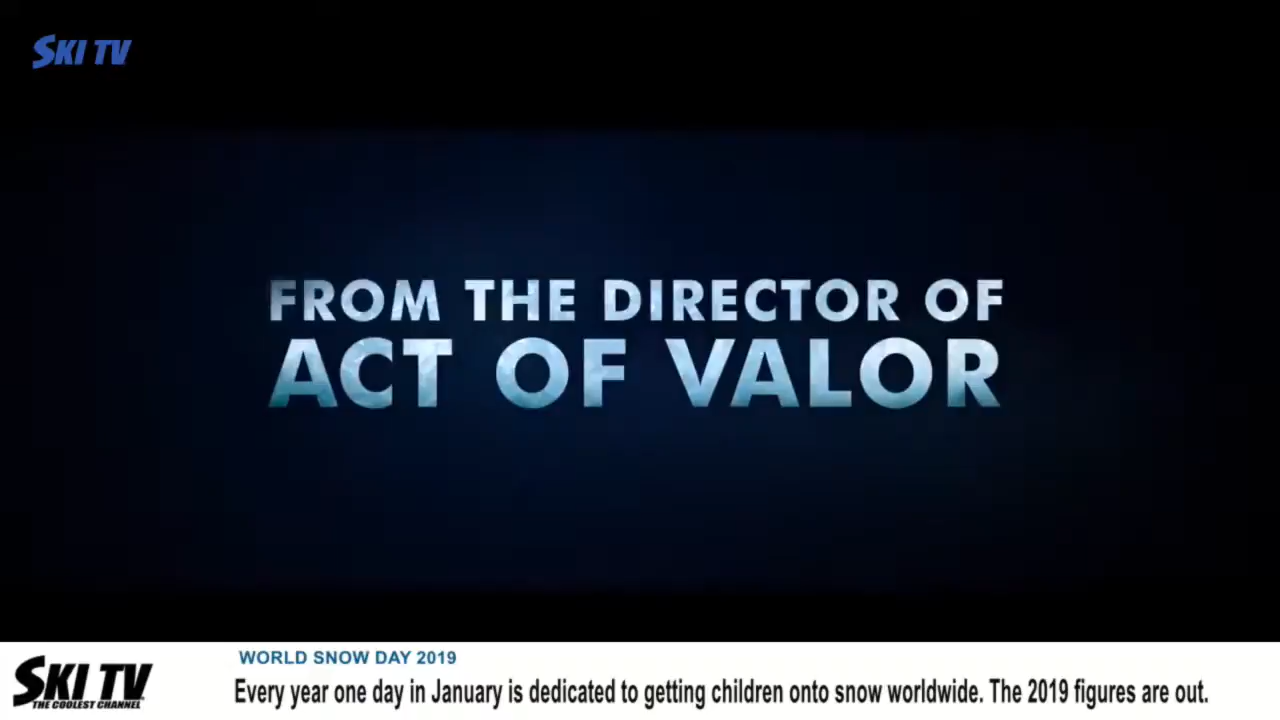 SKI TV
FROM THE DIRECTOR OF
ACT OF VALOR
WORLD SNOW DAY 2019
SKI TV
THE COOLEST CHANNEL
Every year one day in January is dedicated to getting children onto snow worldwide. The 2019 figures are out.